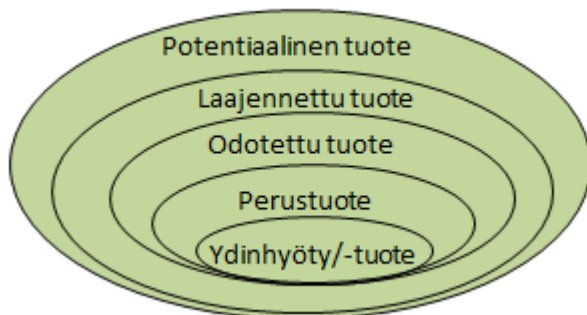 Potentiaalinen tuote
Laajennettu tuote
Odotettu tuote
Perustuote
Ydinhyöty/-tuote